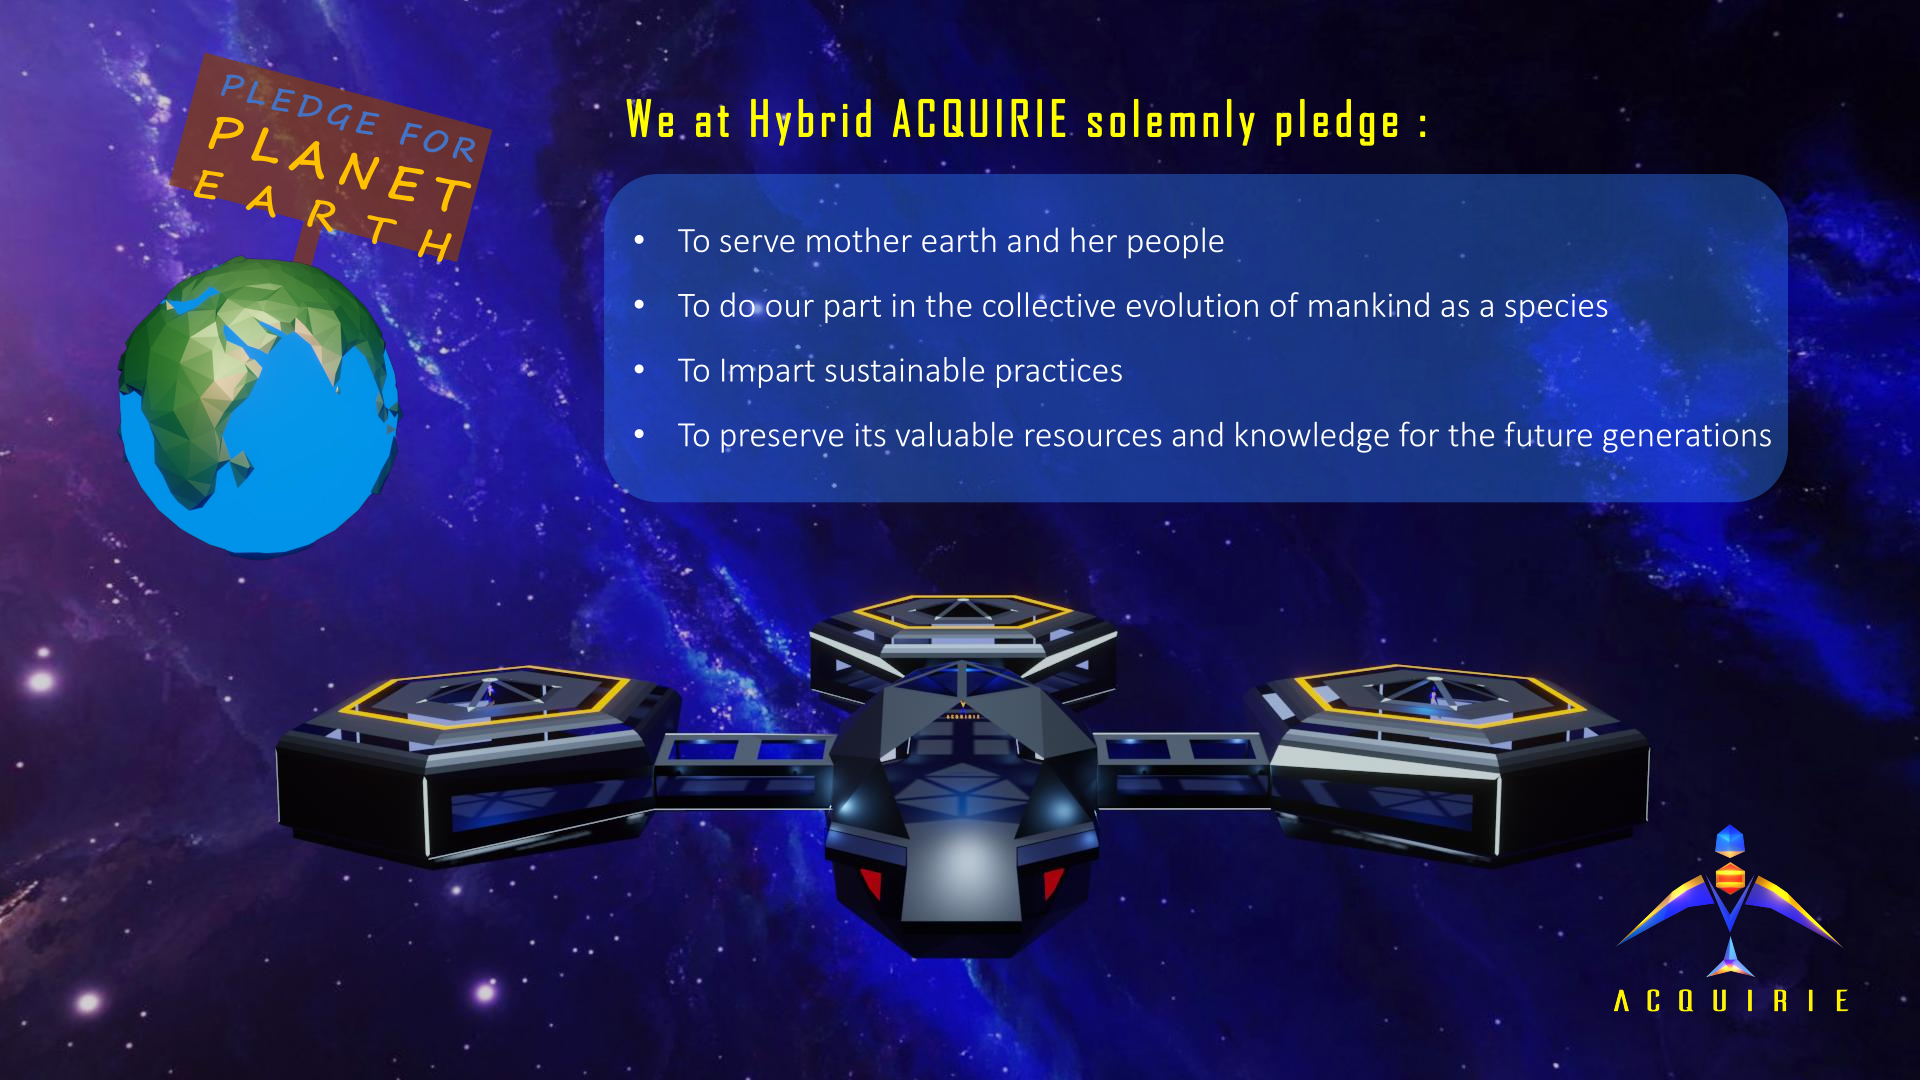 PLEDGE FOR
PLANET
EARTH
We at Hybrid ACQUIRIE solemnly pledge :
• To serve mother earth and her people
• To do our part in the collective evolution of mankind as a species
• To Impart sustainable practices
• To preserve its valuable resources and knowledge for the future generations
ACQUIRIE
ACQUIRIE